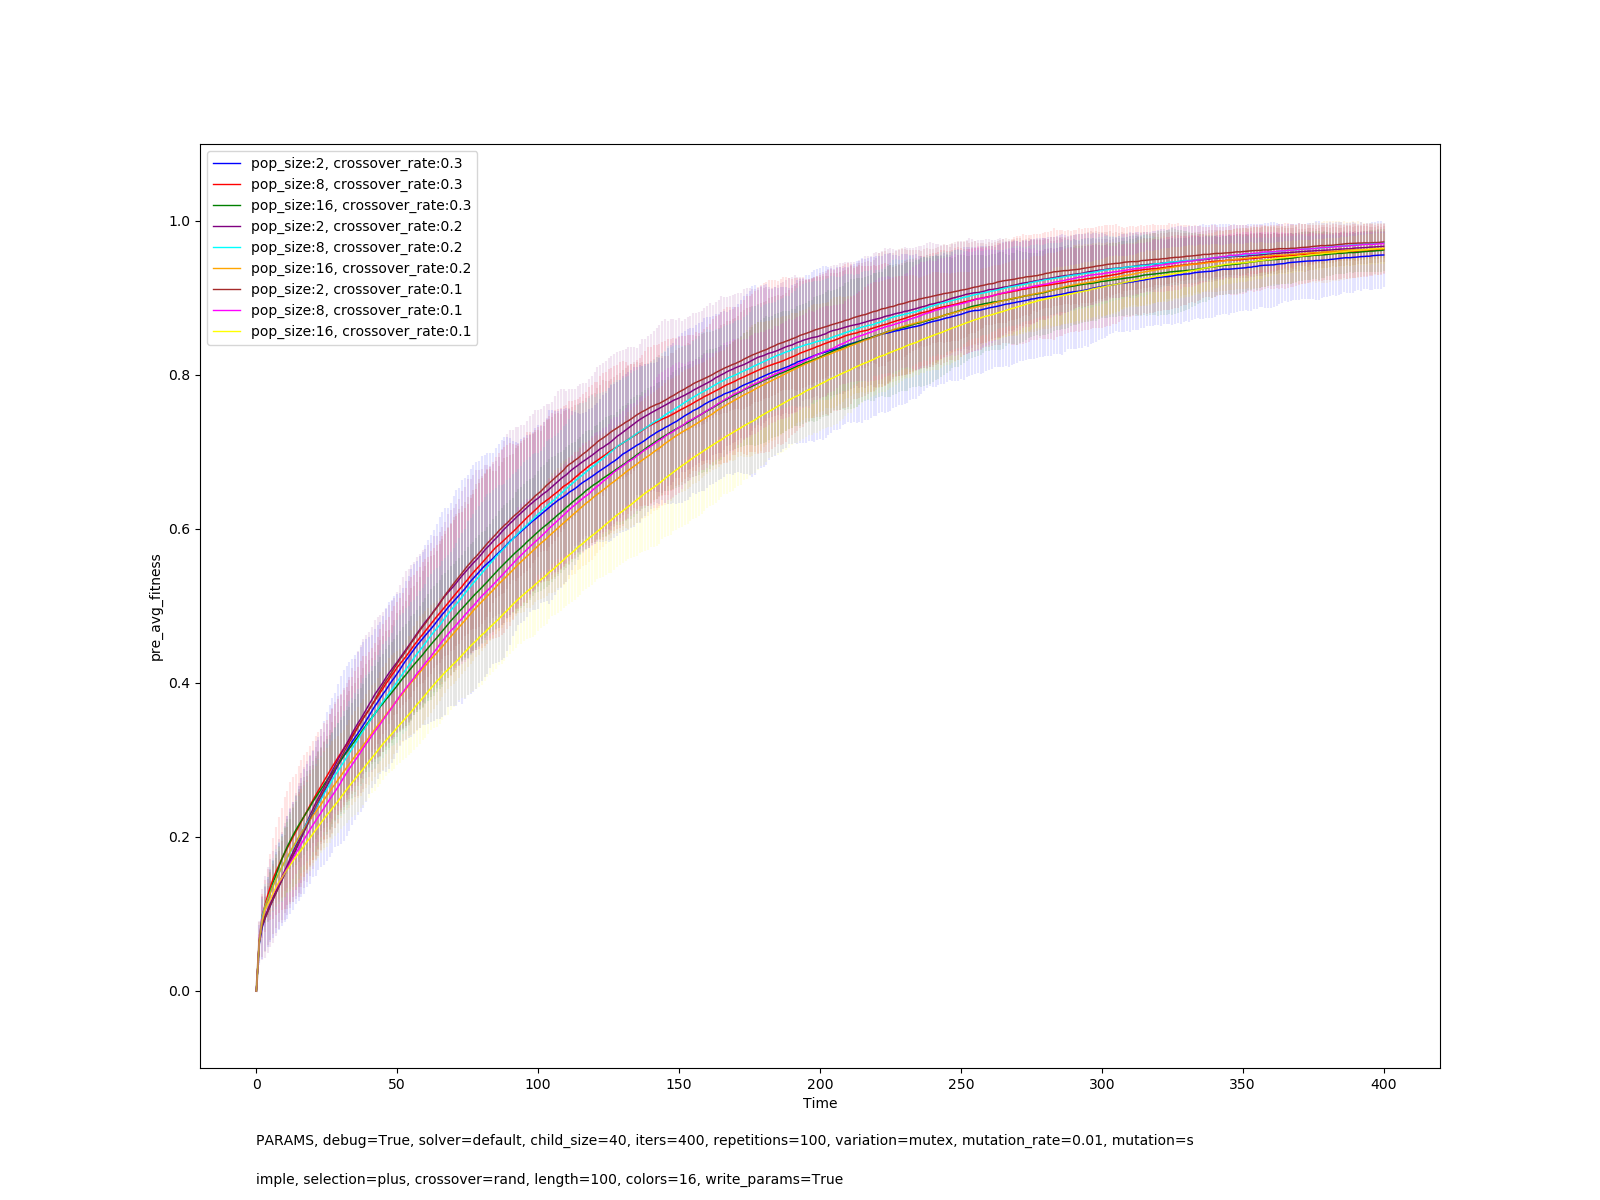 pop_size:2, crossover_rate:0.3
pop_size:8, crossover_rate:0.3
pop_size:16, crossover_rate:0.3
pop_size:2, crossover_rate:0.2
pop_size:8, crossover_rate:0.2
pop_size:16, crossover_rate:0.2
pop_size:2, crossover_rate:0.1
pop_size:8, crossover_rate:0.1
pop_size:16, crossover_rate:0.1
1.0
0.8
0.6
0.4
0.2
0.0
pre_avg_fitness
0 50 100 150 200 250 300 350 400
Time
PARAMS, debug=True, solver=default, child_size=40, iters=400, repetitions=100, variation=mutex, mutation_rate=0.01, mutation=s
imple, selection=plus, crossover=rand, length=100, colors=16, write_params=True